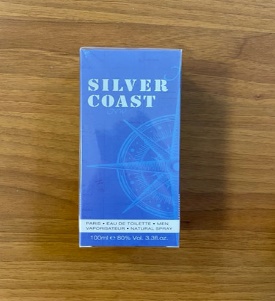 SILVER
COAST
PARIS • EAU DE TOILETTE • MEN
VAPORISATEUR • NATURAL SPRAY
100ml e 80% Vol. 3.3fl.oz.